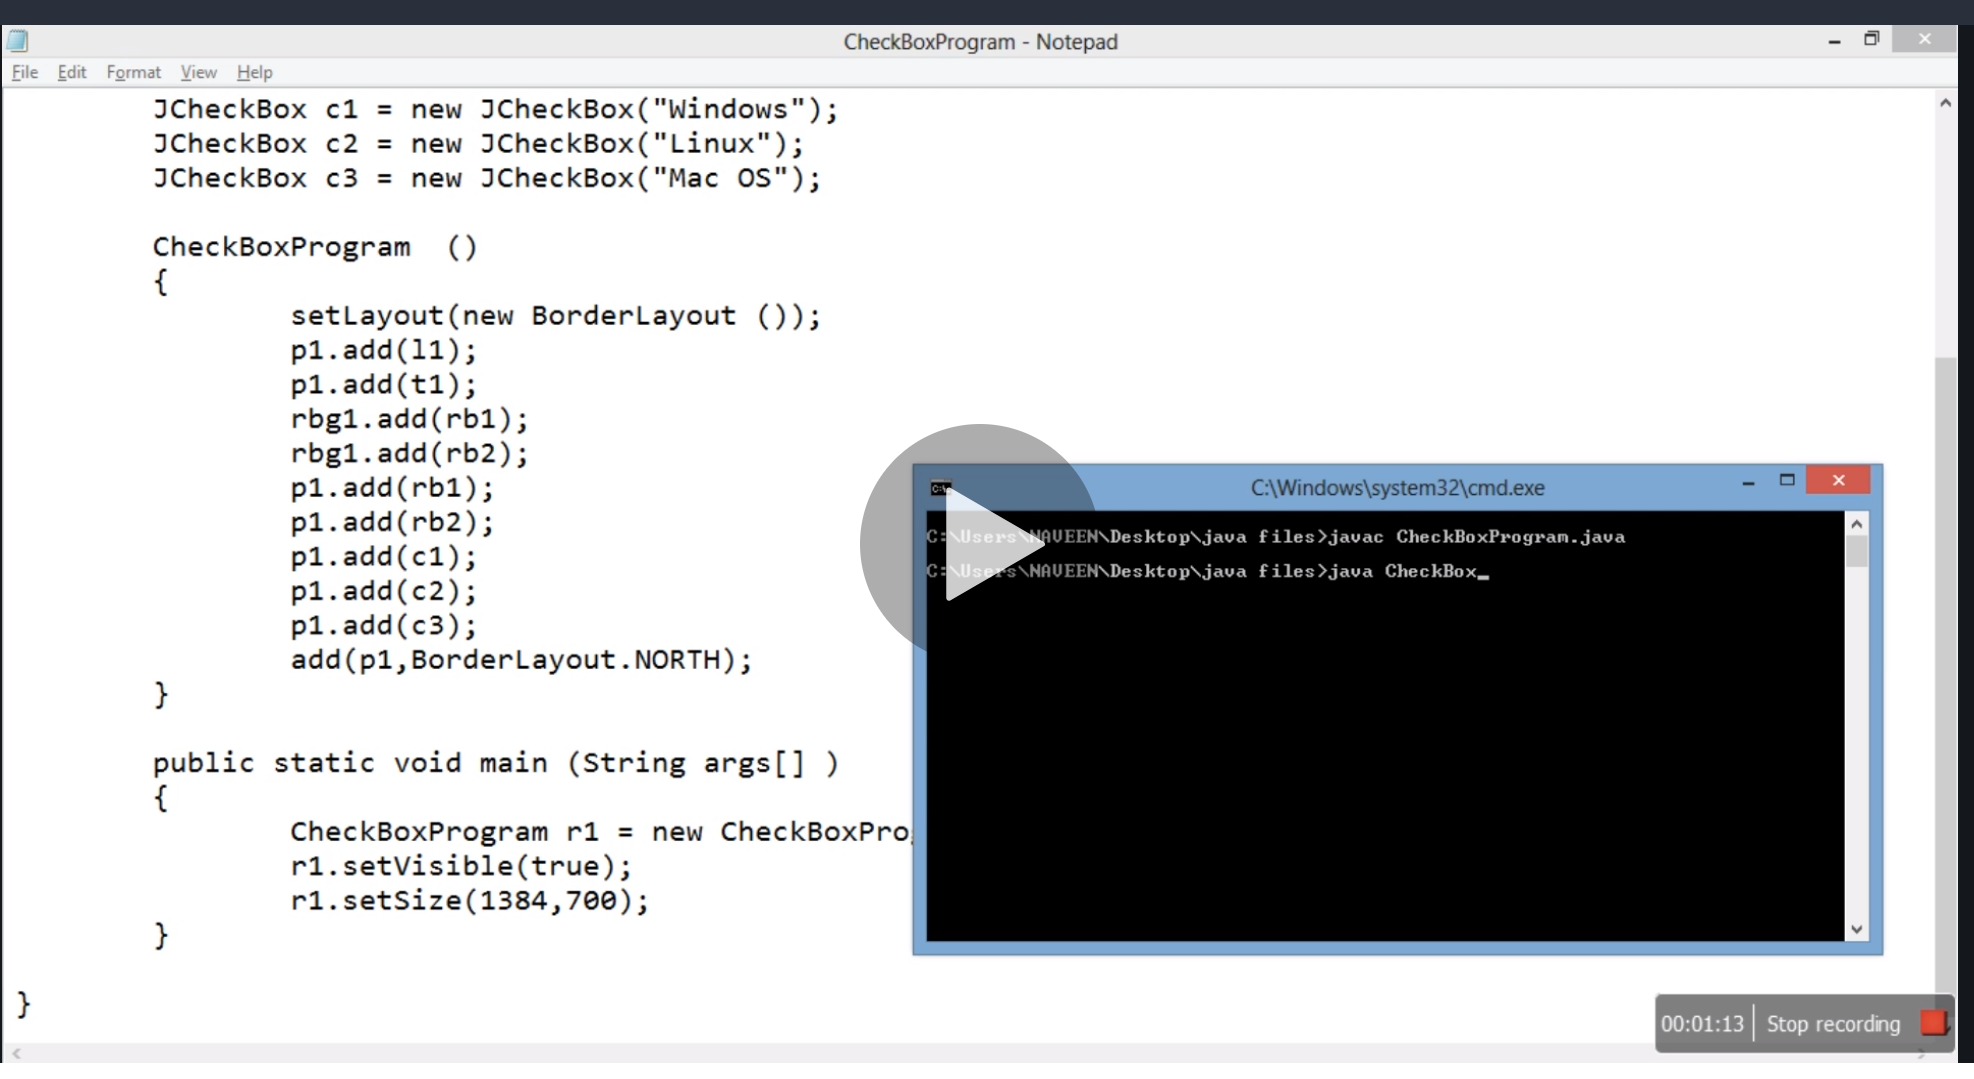 CheckBoxProgram - Notepad
File Edit Format View Help
JCheckBox c1 = new JCheckBox("Windows");
JCheckBox c2 = new JCheckBox("Linux");
JCheckBox c3 = new JCheckBox("Mac OS");
CheckBoxProgram ()
{
setLayout(new BorderLayout ());
p1.add(l1);
p1.add(t1);
rbg1.add(rb1);
rbg1.add(rb2);
p1.add(rb1);
p1.add(rb2);
p1.add(c1);
p1.add(c2);
p1.add(c3);
add(p1,BorderLayout.NORTH);
}
public static void main (String args[] )
{
CheckBoxProgram r1 = new CheckBoxPro
r1.setVisible(true);
r1.setSize(1384,700);
}
}
C:\Windows\system32\cmd.exe
C:\Users\NAVEEN\Desktop\java files>javac CheckBoxProgram.java
C:\Users\NAVEEN\Desktop\java files>java CheckBox_
00:01:13 Stop recording